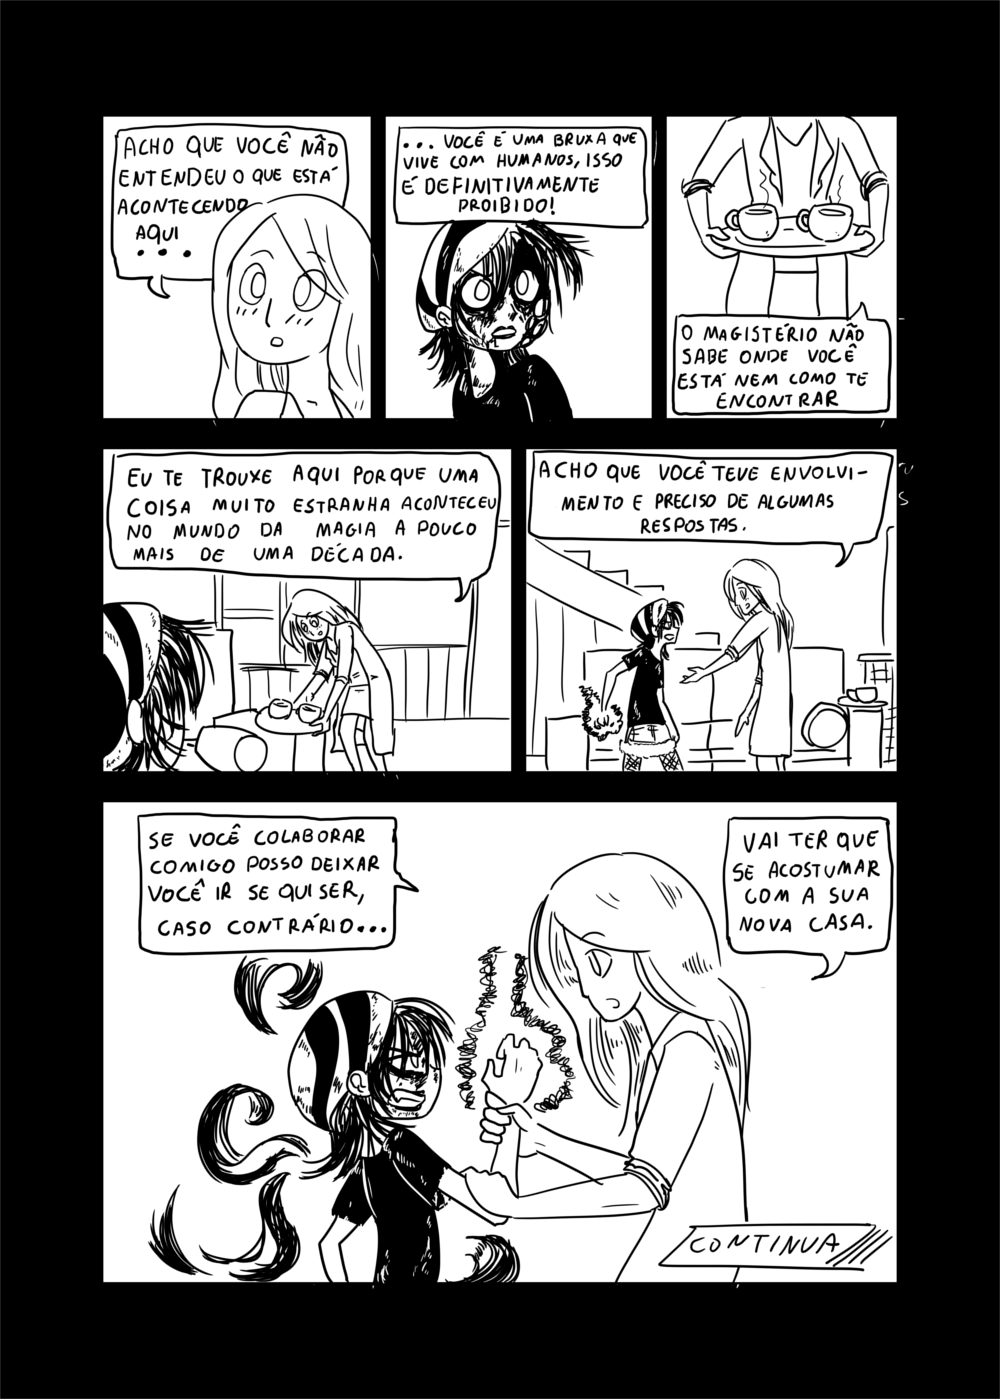 ACHO QUE VOCÊ NÃO
ENTENDEU O QUE ESTÁ
ACONTECENDO
AQUI
...
... VOCÊ É UMA BRUXA QUE
VIVE COM HUMANOS, ISSO
É DEFINITIVAMENTE
PROIBIDO!
O MAGISTÉRIO NÃO
SABE ONDE VOCÊ
ESTÁ NEM COMO TE
ENCONTRAR
EU TE TROUXE AQUI PORQUE UMA
COISA MUITO ESTRANHA ACONTECEU
NO MUNDO DA MAGIA A POUCO
MAIS DE UMA DÉCADA.
ACHO QUE VOCÊ TEVE ENVOLVI-
MENTO E PRECISO DE ALGUMAS
RESPOSTAS.
SE VOCÊ COLABORAR
COMIGO POSSO DEIXAR
VOCÊ IR SE QUISER,
CASO CONTRÁRIO...
VAI TER QUE
SE ACOSTUMAR
COM A SUA
NOVA CASA.
CONTINUA